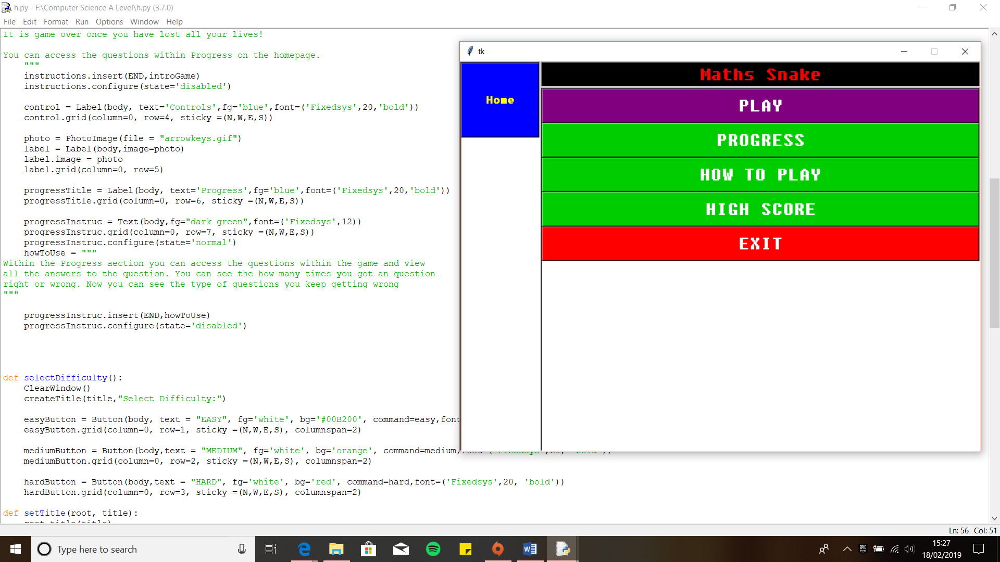 h.py - F:\Computer Science A Level\h.py (3.7.0)
File Edit Format Run Options Window Help
It is game over once you have lost all your lives!
You can access the questions within Progress on the homepage.
    """
    instructions.insert(END,introGame)
    instructions.configure(state='disabled')
    control = Label(body, text='Controls',fg='blue',font=('Fixedsys',20,'bold'))
    control.grid(column=0, row=4, sticky =(N,W,E,S))
    photo = PhotoImage(file = "arrowkeys.gif")
    label = Label(body,image=photo)
    label.image = photo
    label.grid(column=0, row=5)
    progressTitle = Label(body, text='Progress',fg='blue',font=('Fixedsys',20,'bold'))
    progressTitle.grid(column=0, row=6, sticky =(N,W,E,S))
    progressInstruc = Text(body,fg="dark green",font=('Fixedsys',12))
    progressInstruc.grid(column=0, row=7, sticky =(N,W,E,S))
    progressInstruc.configure(state='normal')
    howToUse = """
Within the Progress aection you can access the questions within the game and view
all the answers to the question. You can see the how many times you got an question
right or wrong. Now you can see the type of questions you keep getting wrong
"""
    progressInstruc.insert(END,howToUse)
    progressInstruc.configure(state='disabled')
def selectDifficulty():
    ClearWindow()
    createTitle(title,"Select Difficulty:")
    easyButton = Button(body, text = "EASY", fg='white', bg='#00B200', command=easy,font
    easyButton.grid(column=0, row=1, sticky =(N,W,E,S), columnspan=2)
    mediumButton = Button(body,text = "MEDIUM", fg='white', bg='orange', command=medium,font=('Fixedsys',20, 'bold'))
    mediumButton.grid(column=0, row=2, sticky =(N,W,E,S), columnspan=2)
    hardButton = Button(body,text = "HARD", fg='white', bg='red', command=hard,font=('Fixedsys',20, 'bold'))
    hardButton.grid(column=0, row=3, sticky =(N,W,E,S), columnspan=2)
def setTitle(root, title):
    root.title(title)
tk
Home
Maths Snake
PLAY
PROGRESS
HOW TO PLAY
HIGH SCORE
EXIT
Ln: 56 Col: 51
Type here to search
EPIC
15:27
18/02/2019